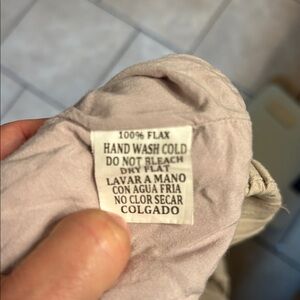 100% FLAX
HAND WASH COLD
DO NOT BLEACH
DRY FLAT
LAVAR A MANO
CON AGUA FRIA
NO CLOR SECAR
COLGADO